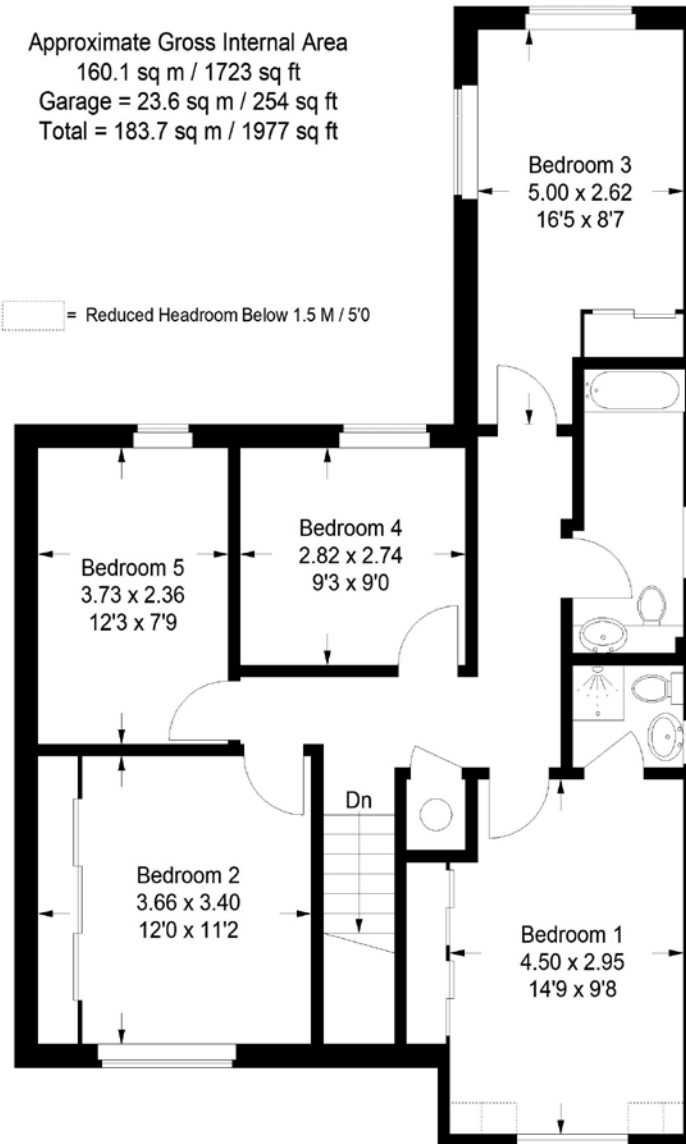 Approximate Gross Internal Area
160.1 sq m / 1723 sq ft
Garage = 23.6 sq m / 254 sq ft
Total = 183.7 sq m / 1977 sq ft
Bedroom 3
5.00 x 2.62
16'5 x 8'7
= Reduced Headroom Below 1.5 M / 5'0
Bedroom 4
2.82 x 2.74
9'3 x 9'0
Bedroom 5
3.73 x 2.36
12'3 x 7'9
Dn
Bedroom 2
3.66 x 3.40
12'0 x 11'2
Bedroom 1
4.50 x 2.95
14'9 x 9'8